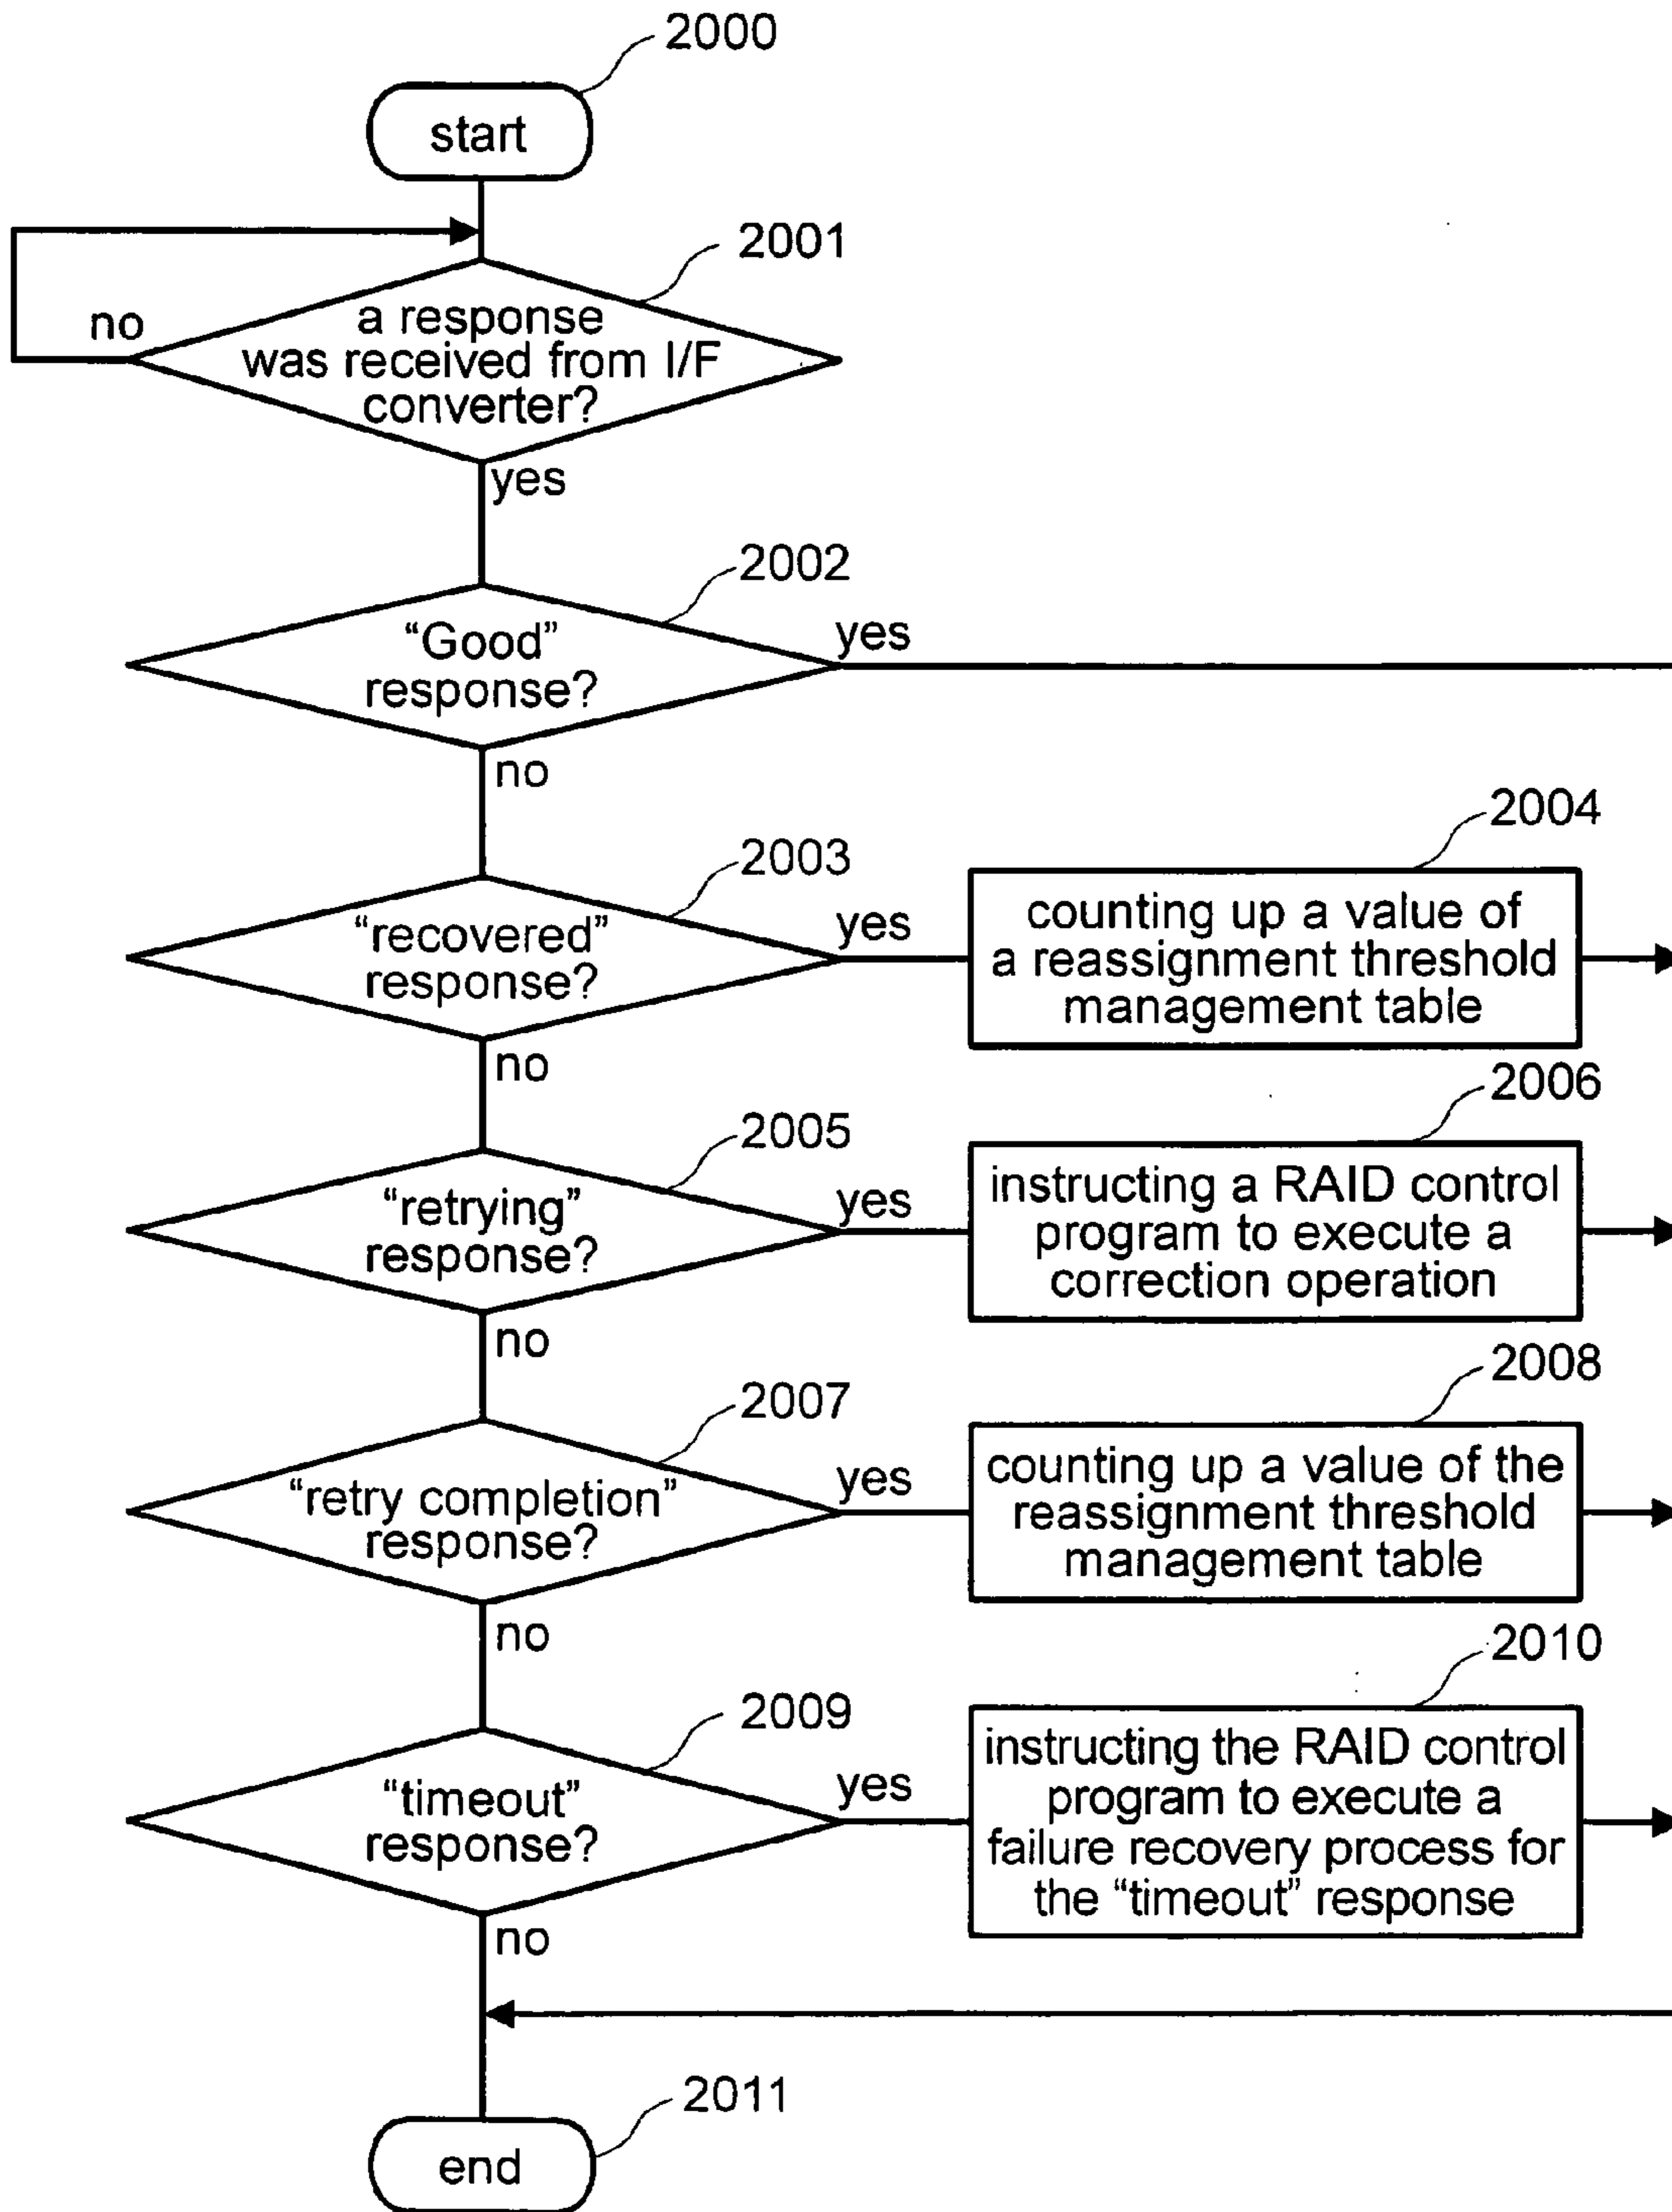 2000
start
2001
no
a response
was received from I/F
converter?
yes
2002
“Good”
response?
yes
no
2003
“recovered”
response?
yes
2004
counting up a value of
a reassignment threshold
management table
no
2005
“retrying”
response?
yes
2006
instructing a RAID control
program to execute a
correction operation
no
2007
“retry completion”
response?
yes
2008
counting up a value of the
reassignment threshold
management table
no
2009
“timeout”
response?
yes
2010
instructing the RAID control
program to execute a
failure recovery process for
the “timeout” response
no
2011
end